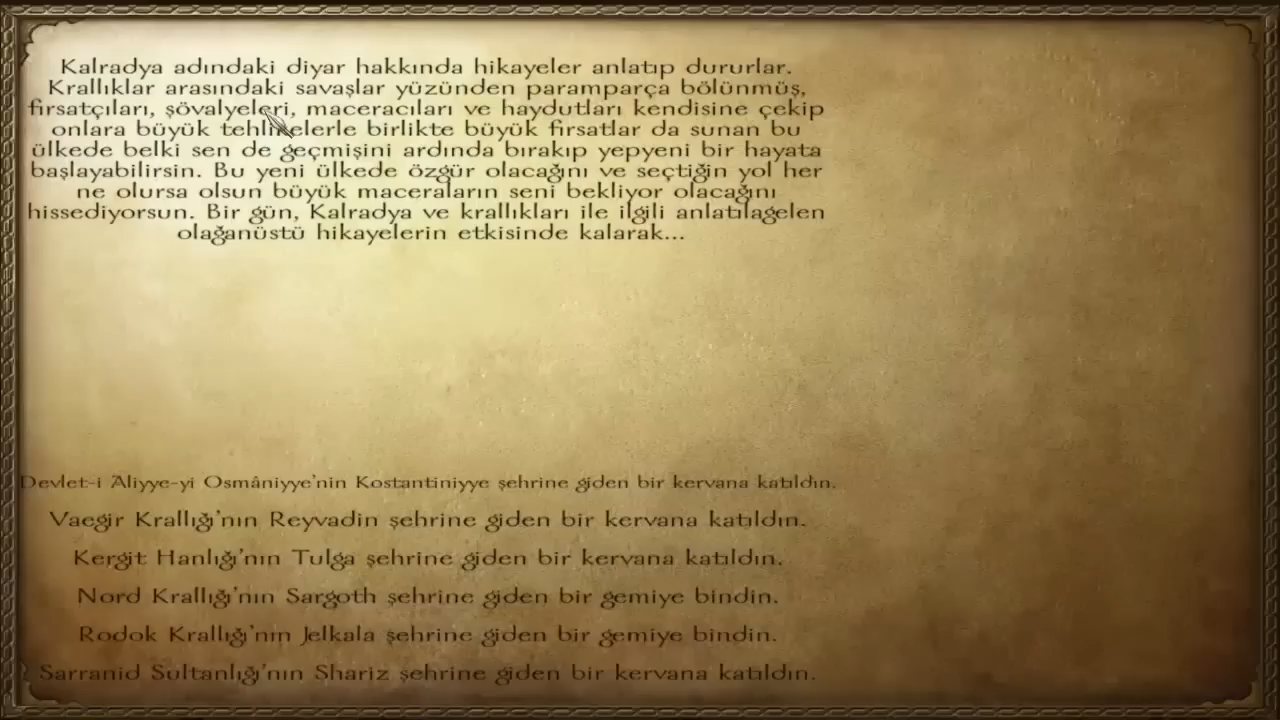 Kalradya adındaki diyar hakkında hikayeler anlatıp dururlar.
Krallıklar arasındaki savaşlar yüzünden paramparça bölünmüş,
fırsatçıları, şövalyeleri, maceracıları ve haydutları kendisine çekip
onlara büyük tehlikelerle birlikte büyük fırsatlar da sunan bu
ülkede belki sen de geçmişini ardında bırakıp yepyeni bir hayata
başlayabilirsin. Bu yeni ülkede özgür olacağını ve seçtiğin yol her
ne olursa olsun büyük maceraların seni bekliyor olacağını
hissediyorsun. Bir gün, Kalradya ve krallıkları ile ilgili anlatılagelen
olağanüstü hikayelerin etkisinde kalarak...
Devlet-i Aliyye-yi Osmâniyye'nin Kostantiniyye şehrine giden bir kervana katıldın.
Vaegir Krallığı'nın Reyvadin şehrine giden bir kervana katıldın.
Kergit Hanlığı'nın Tulga şehrine giden bir kervana katıldın.
Nord Krallığı'nın Sargoth şehrine giden bir gemiye bindin.
Rodok Krallığı'nın Jelkala şehrine giden bir gemiye bindin.
Sarranid Sultanlığı'nın Shariz şehrine giden bir kervana katıldın.